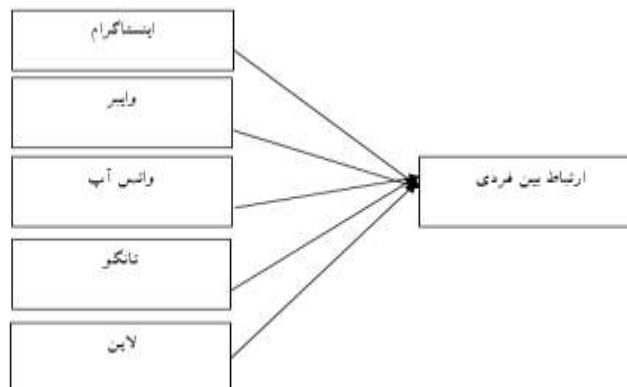 اینستاگرام
وایبر
واتس آپ
ارتباط بین فردی
تانگو
لاین